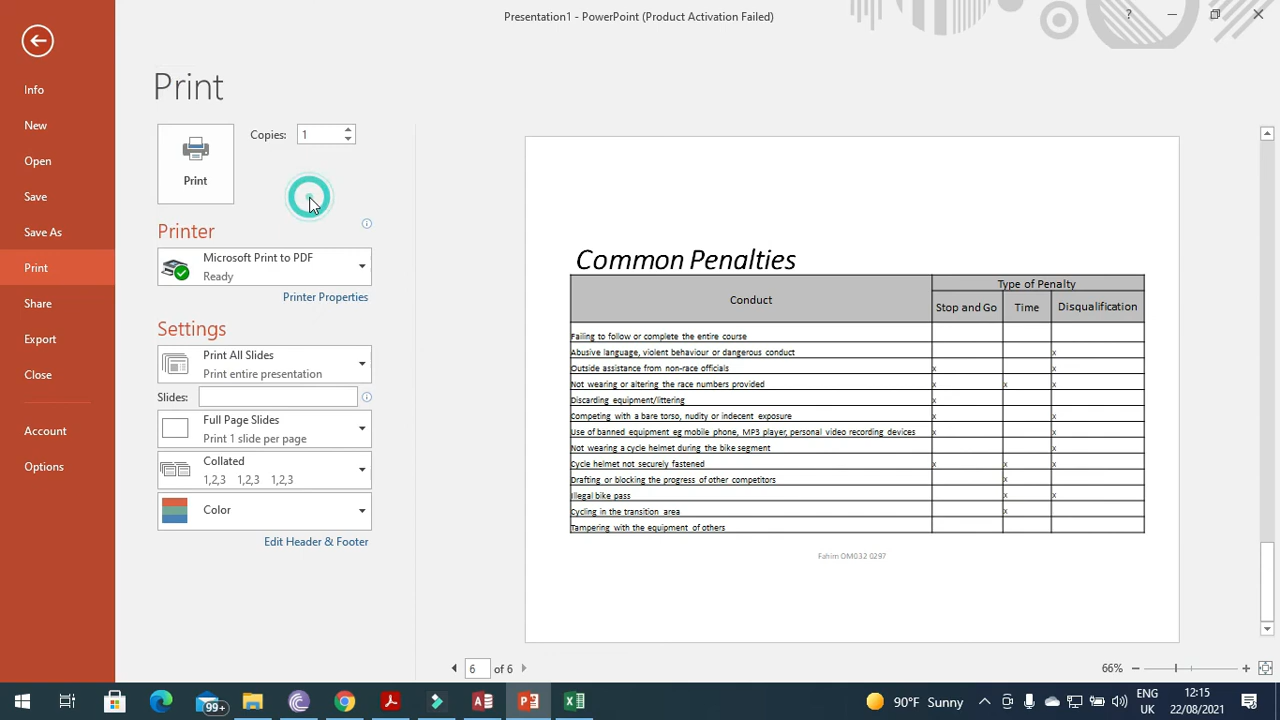 Presentation1 - PowerPoint (Product Activation Failed)
?
Print
Info
New
Open
Save
Save As
Print
Share
Export
Close
Account
Options
Print
Copies: 1
Printer
Microsoft Print to PDF
Ready
Printer Properties
Settings
Print All Slides
Print entire presentation
Slides:
Full Page Slides
Print 1 slide per page
Collated
1,2,3 1,2,3 1,2,3
Color
Edit Header & Footer
Common Penalties
Conduct Type of Penalty
Stop and Go Time Disqualification
Failing to follow or complete the entire course
Abusive language, violent behaviour or dangerous conduct x
Outside assistance from non-race officials x x
Not wearing or altering the race numbers provided x x x
Discarding equipment/littering x
Competing with a bare torso, nudity or indecent exposure x x
Use of banned equipment eg mobile phone, MP3 player, personal video recording devices x x
Not wearing a cycle helmet during the bike segment x
Cycle helmet not securely fastened x x x
Drafting or blocking the progress of other competitors x
Illegal bike pass x x
Cycling in the transition area x
Tampering with the equipment of others
Fahim OM032 0297
6 of 6
66%
99+
90°F Sunny
ENG
UK
12:15
22/08/2021